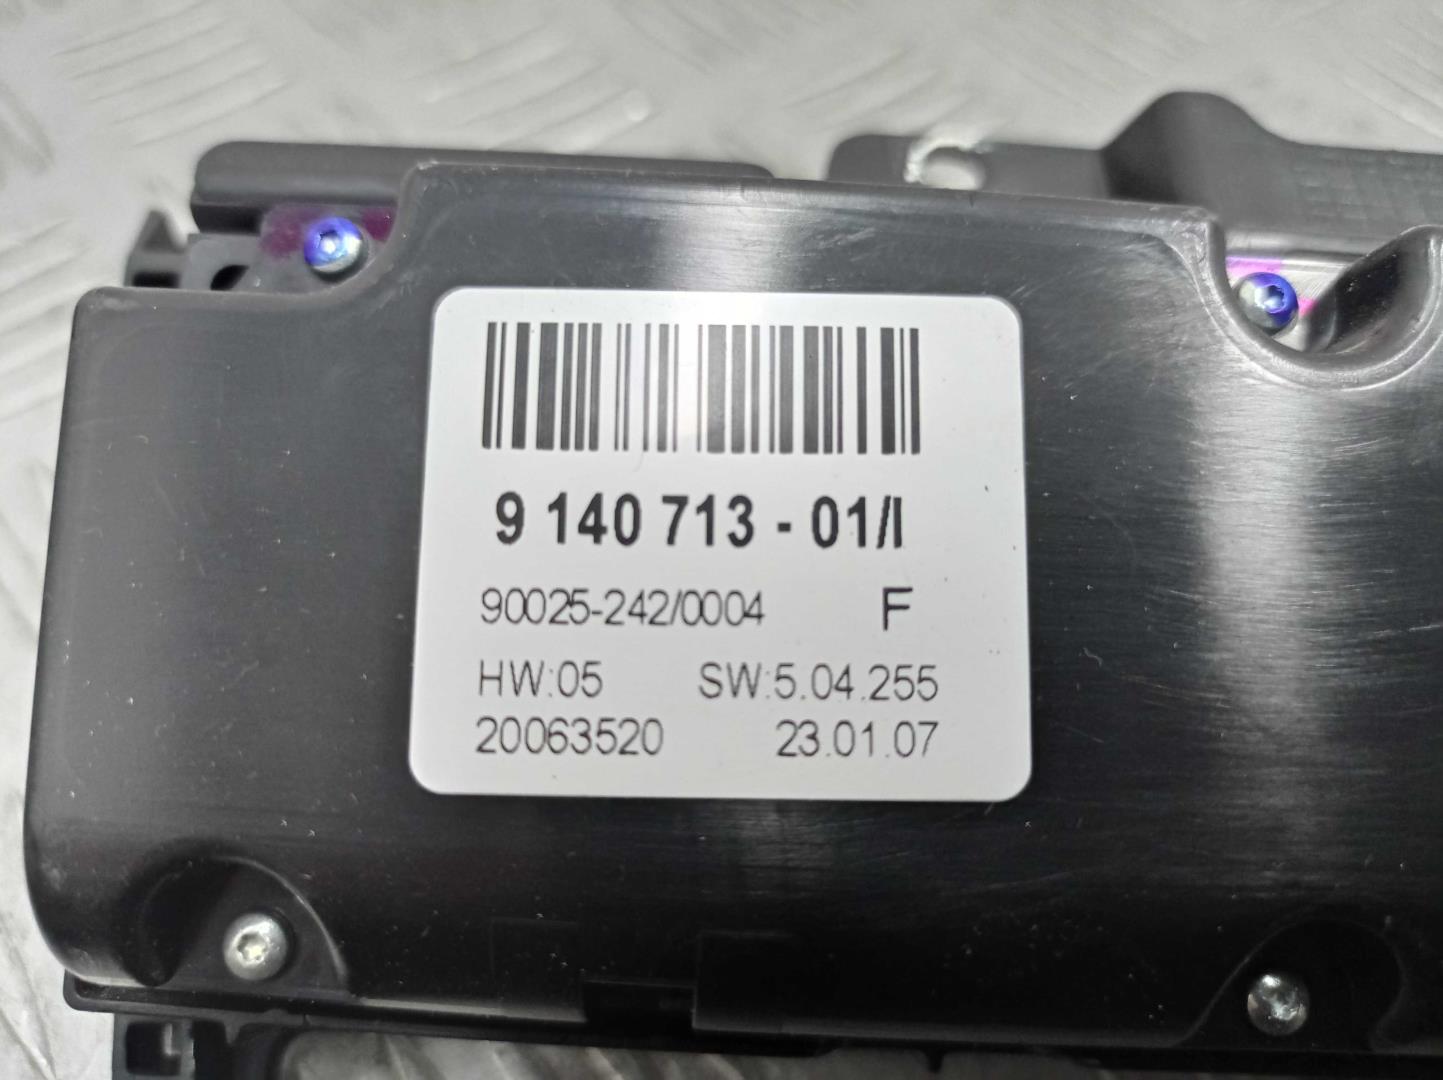 9 140 713 - 01/I
90025-242/0004 F
HW:05 SW:5.04.255
20063520 23.01.07